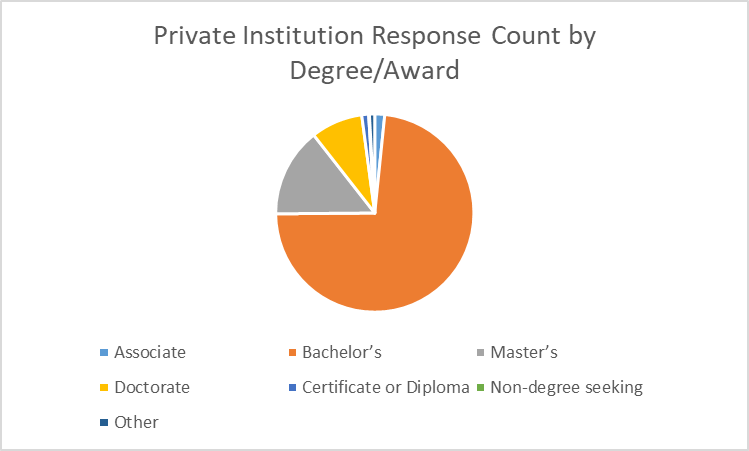 Private Institution Response Count by
Degree/Award
Associate
Bachelor’s
Master’s
Doctorate
Certificate or Diploma
Non-degree seeking
Other